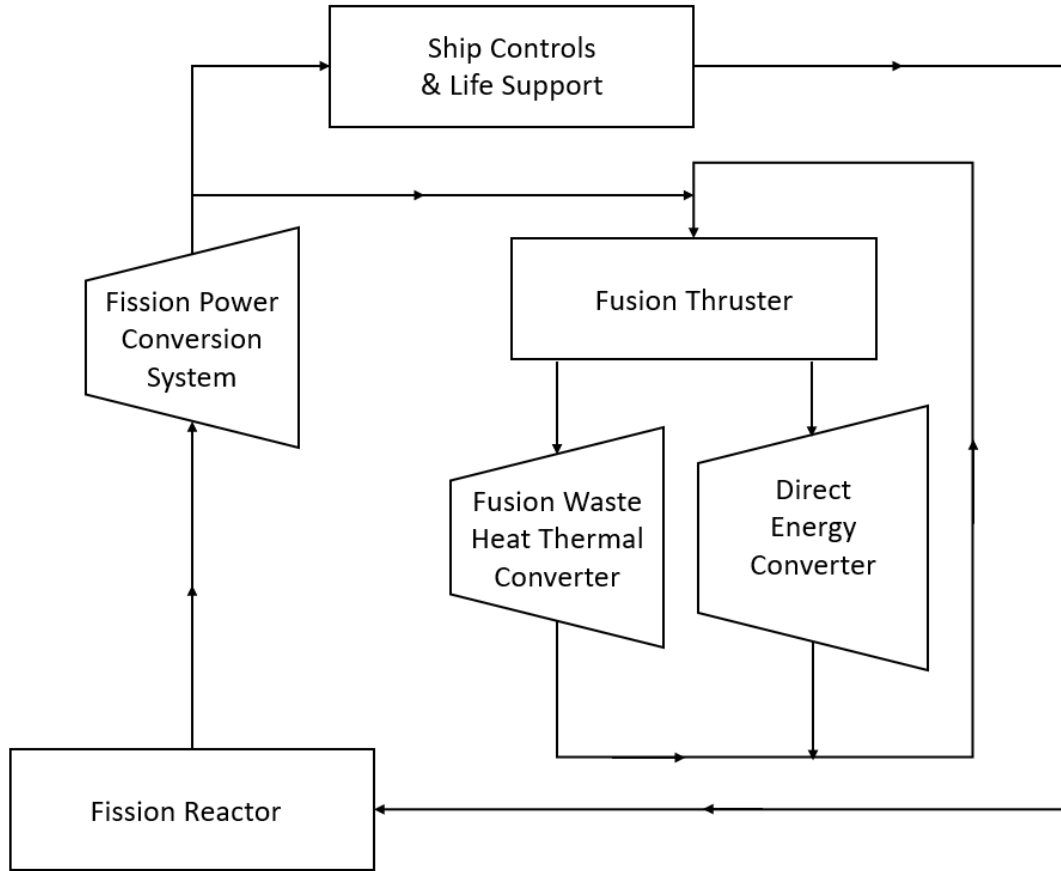 Ship Controls
& Life Support
Fission Power
Conversion
System
Fusion Thruster
Fusion Waste
Heat Thermal
Converter
Direct
Energy
Converter
Fission Reactor